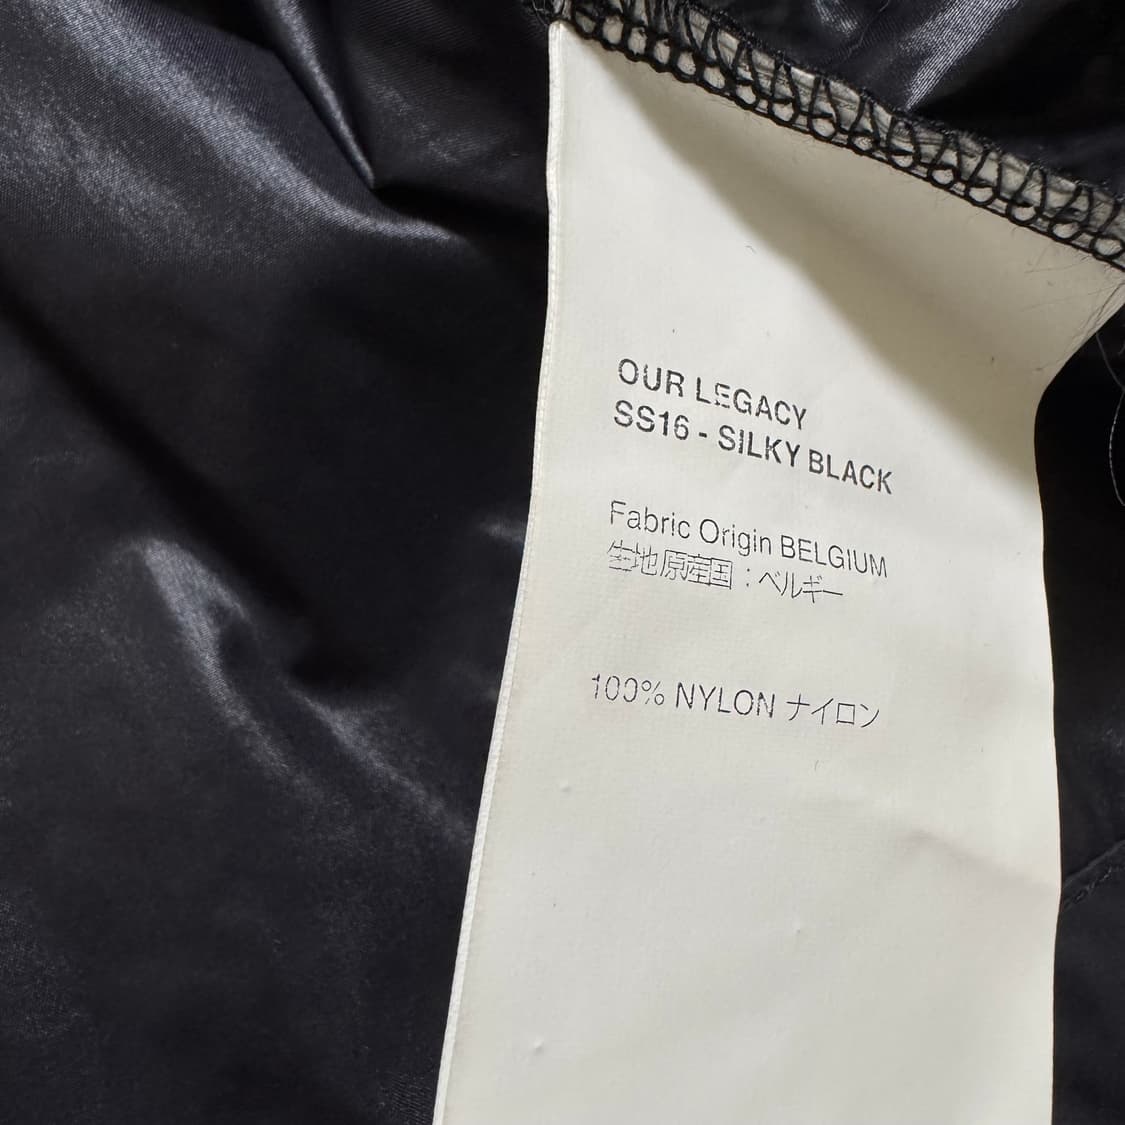 OUR LEGACY
SS16 - SILKY BLACK
Fabric Origin BELGIUM
生地原産国：ベルギー
100% NYLON ナイロン